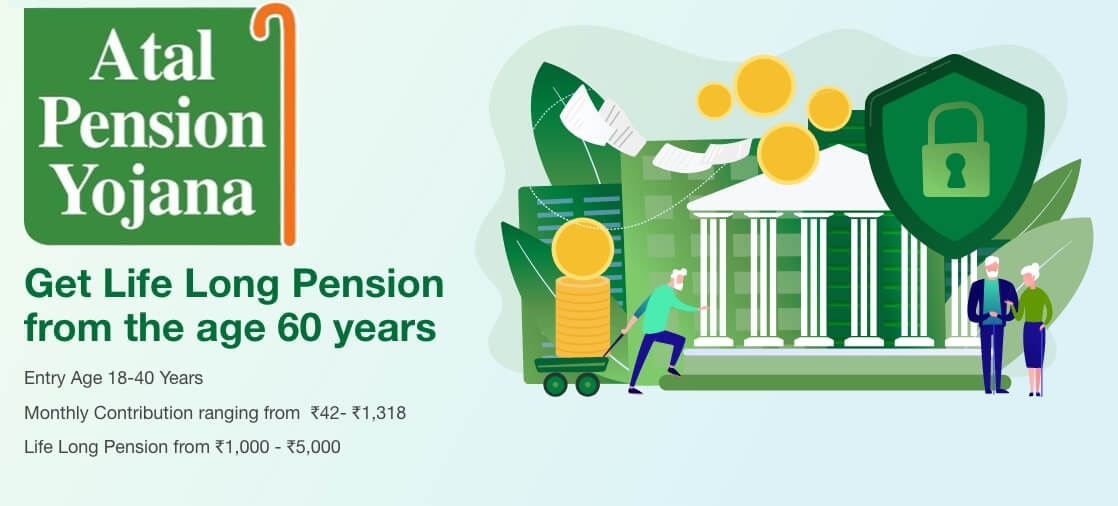 Atal
Pension
Yojana
Get Life Long Pension
from the age 60 years
Entry Age 18-40 Years
Monthly Contribution ranging from ₹42- ₹1,318
Life Long Pension from ₹1,000 - ₹5,000